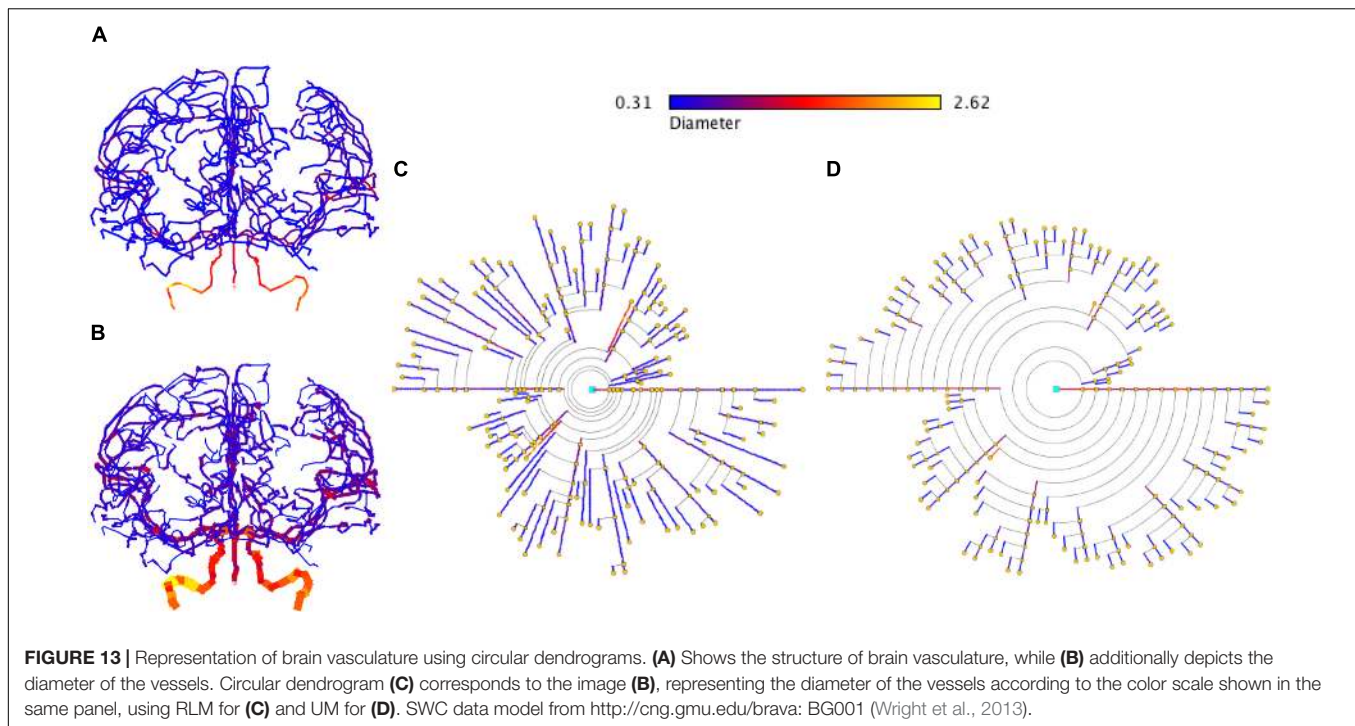 A
0.31 2.62
Diameter
C
D
B
FIGURE 13 | Representation of brain vasculature using circular dendrograms. (A) Shows the structure of brain vasculature, while (B) additionally depicts the
diameter of the vessels. Circular dendrogram (C) corresponds to the image (B), representing the diameter of the vessels according to the color scale shown in the
same panel, using RLM for (C) and UM for (D). SWC data model from http://cng.gmu.edu/brava: BG001 (Wright et al., 2013).